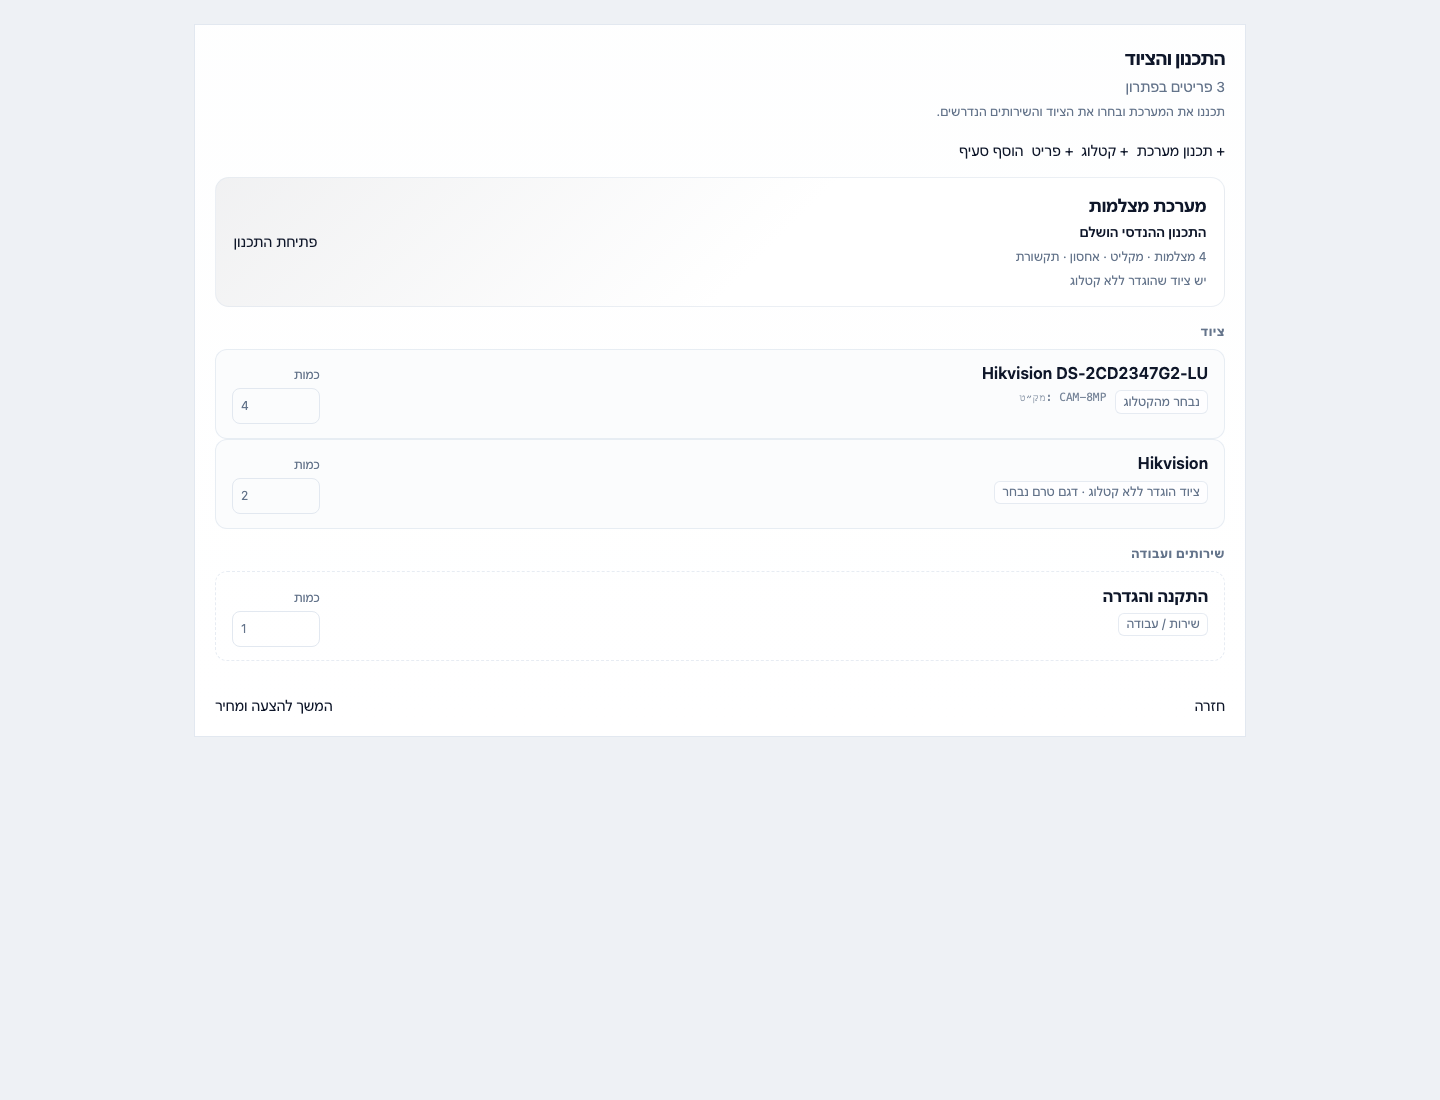 התכנון והציוד
3 פריטים בפתרון
תכננו את המערכת ובחרו את הציוד והשירותים הנדרשים.
+ תכנון מערכת + קטלוג + פריט הוסף סעיף
מערכת מצלמות
התכנון ההנדסי הושלם
4 מצלמות · מקליט · אחסון · תקשורת
יש ציוד שהוגדר ללא קטלוג
פתיחת התכנון
ציוד
Hikvision DS-2CD2347G2-LU
נבחר מהקטלוג מק״ט: CAM-8MP
כמות
4
Hikvision
ציוד הוגדר ללא קטלוג · דגם טרם נבחר
כמות
2
שירותים ועבודה
התקנה והגדרה
שירות / עבודה
כמות
1
חזרה
המשך להצעה ומחיר